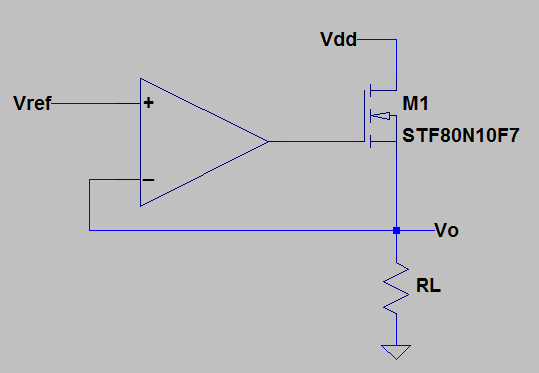 Vdd
Vref
+
M1
STF80N10F7
–
Vo
RL